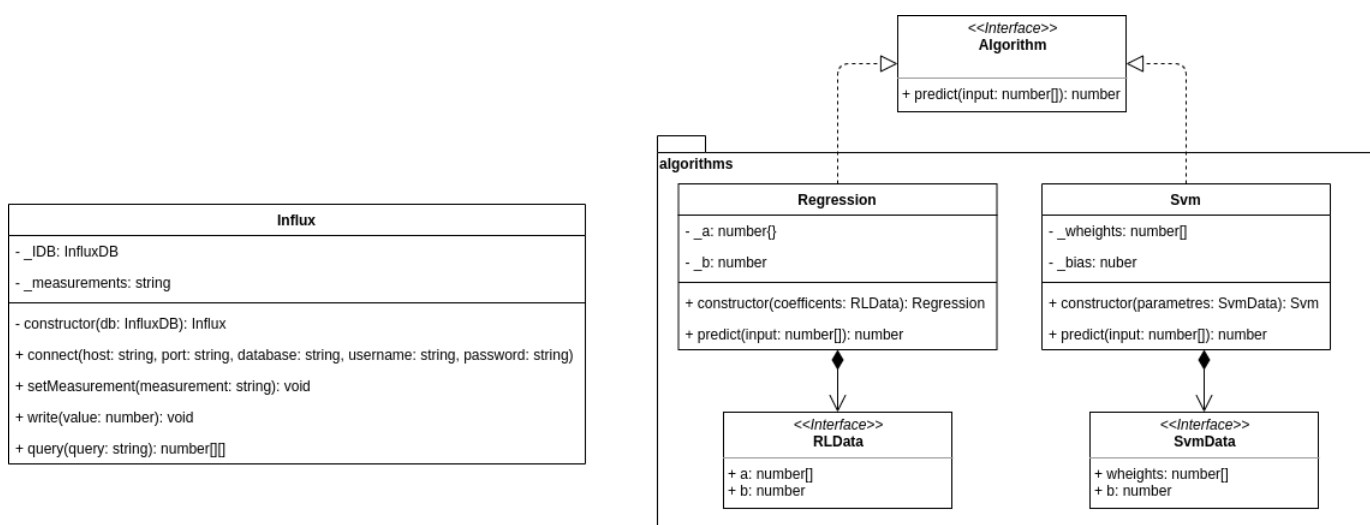 <<Interface>>
Algorithm
+ predict(input: number[]): number
algorithms
Influx
- _IDB: InfluxDB
- _measurements: string
- constructor(db: InfluxDB): Influx
+ connect(host: string, port: string, database: string, username: string, password: string)
+ setMeasurement(measurement: string): void
+ write(value: number): void
+ query(query: string): number[][]
Regression
- _a: number{}
- _b: number
+ constructor(coefficents: RLData): Regression
+ predict(input: number[]): number
Svm
- _wheights: number[]
- _bias: nuber
+ constructor(parametres: SvmData): Svm
+ predict(input: number[]): number
<<Interface>>
RLData
+ a: number[]
+ b: number
<<Interface>>
SvmData
+ wheights: number[]
+ b: number